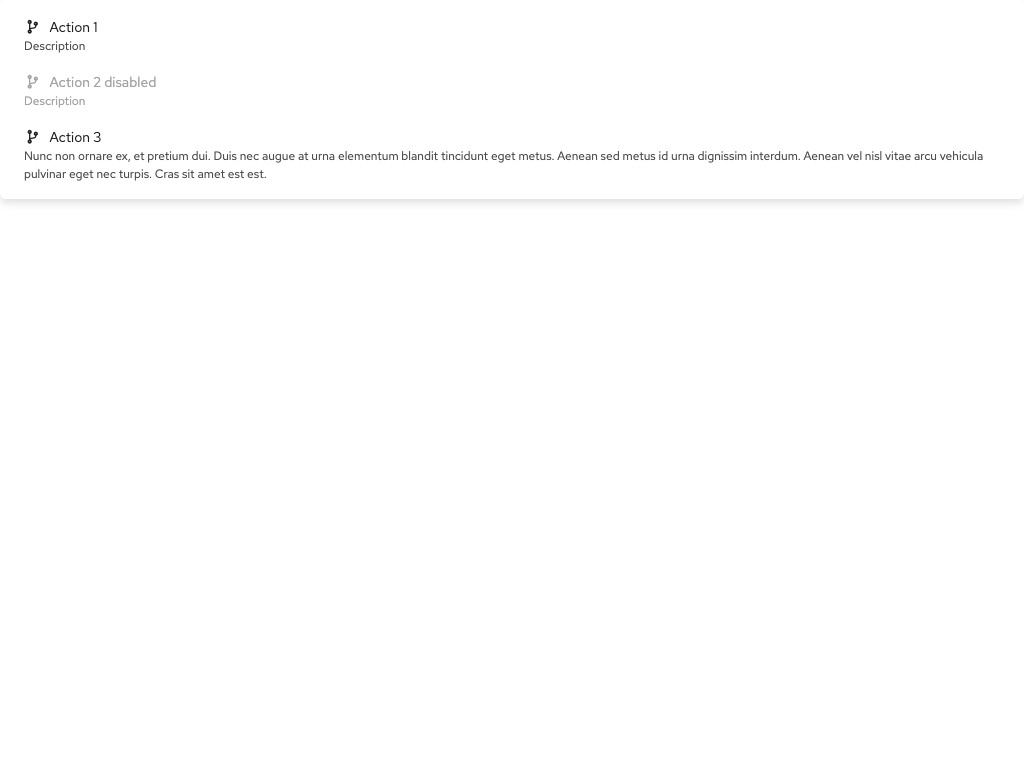 Action 1
Description
Action 2 disabled
Description
Action 3
Nunc non ornare ex, et pretium dui. Duis nec augue at urna elementum blandit tincidunt eget metus. Aenean sed metus id urna dignissim interdum. Aenean vel nisl vitae arcu vehicula
pulvinar eget nec turpis. Cras sit amet est est.